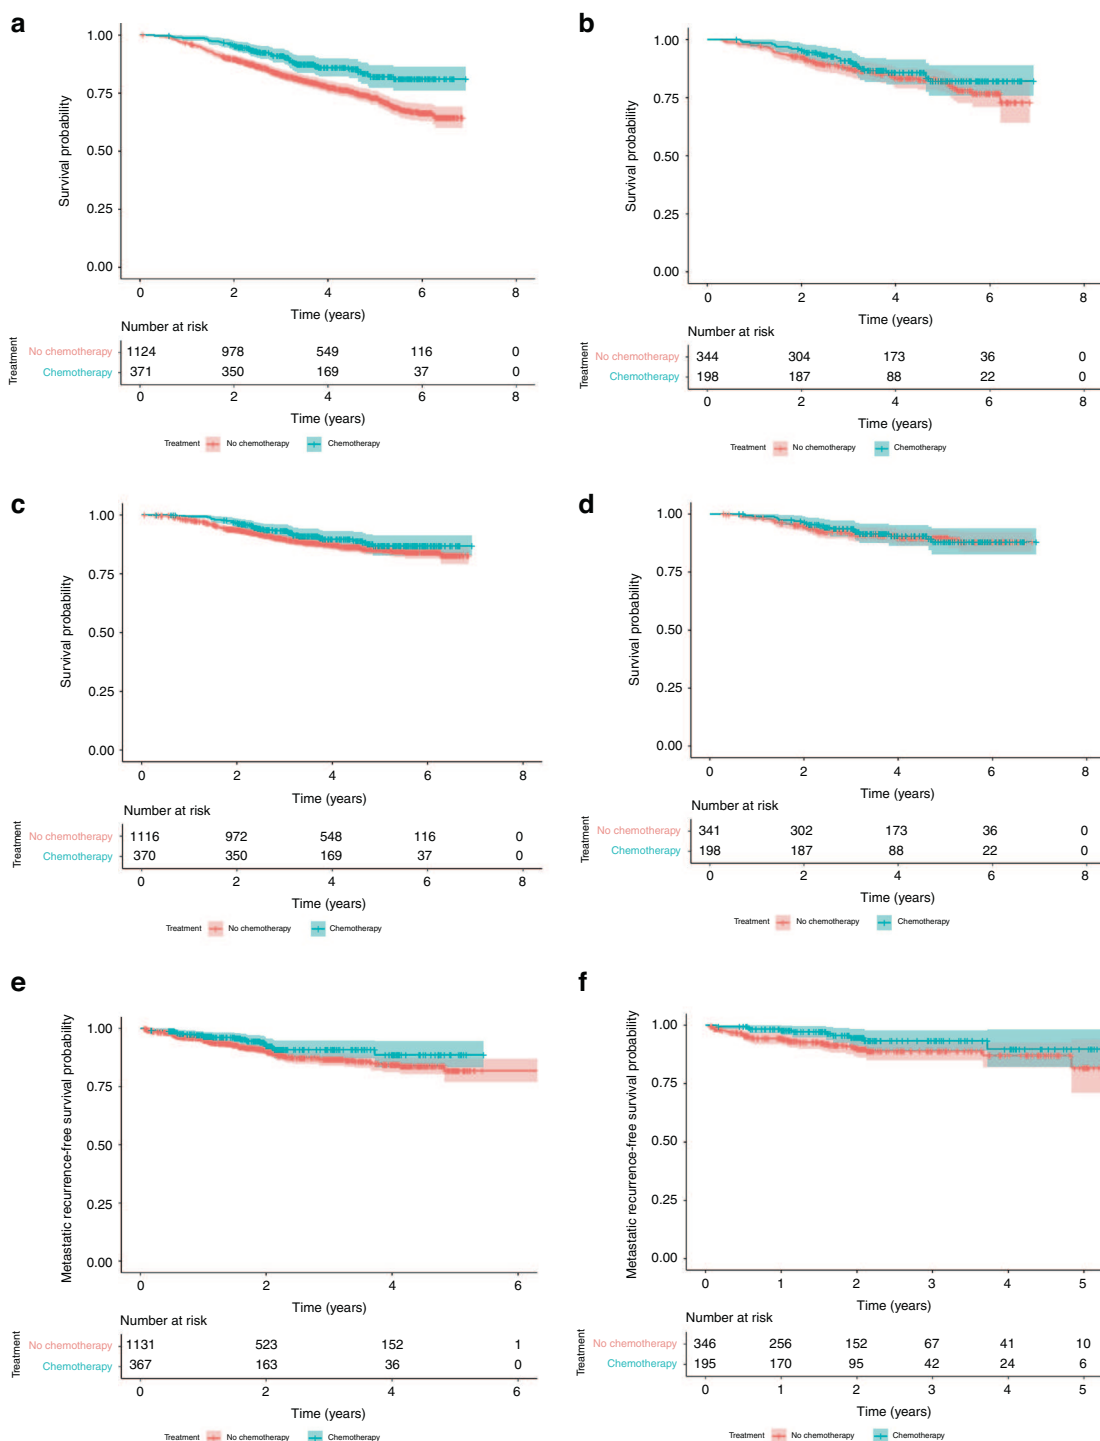 a
1.00
0.75
0.50
0.25
0.00
Survival probability
0 2 4 6 8
Time (years)
Number at risk
Treatment
No chemotherapy 1124 978 549 116 0
Chemotherapy 371 350 169 37 0
0 2 4 6 8
Time (years)
Treatment No chemotherapy Chemotherapy
b
1.00
0.75
0.50
0.25
0.00
Survival probability
0 2 4 6 8
Time (years)
Number at risk
Treatment
No chemotherapy 344 304 173 36 0
Chemotherapy 198 187 88 22 0
0 2 4 6 8
Time (years)
Treatment No chemotherapy Chemotherapy
c
1.00
0.75
0.50
0.25
0.00
Survival probability
0 2 4 6 8
Time (years)
Number at risk
Treatment
No chemotherapy 1116 972 548 116 0
Chemotherapy 370 350 169 37 0
0 2 4 6 8
Time (years)
Treatment No chemotherapy Chemotherapy
d
1.00
0.75
0.50
0.25
0.00
Survival probability
0 2 4 6 8
Time (years)
Number at risk
Treatment
No chemotherapy 341 302 173 36 0
Chemotherapy 198 187 88 22 0
0 2 4 6 8
Time (years)
Treatment No chemotherapy Chemotherapy
e
1.00
0.75
0.50
0.25
0.00
Metastatic recurrence-free survival probability
0 2 4 6
Time (years)
Number at risk
Treatment
No chemotherapy 1131 523 152 1
Chemotherapy 367 163 36 0
0 2 4 6
Time (years)
Treatment No chemotherapy Chemotherapy
f
1.00
0.75
0.50
0.25
0.00
Metastatic recurrence-free survival probability
0 1 2 3 4 5
Time (years)
Number at risk
Treatment
No chemotherapy 346 256 152 67 41 10
Chemotherapy 195 170 95 42 24 6
0 1 2 3 4 5
Time (years)
Treatment No chemotherapy Chemotherapy